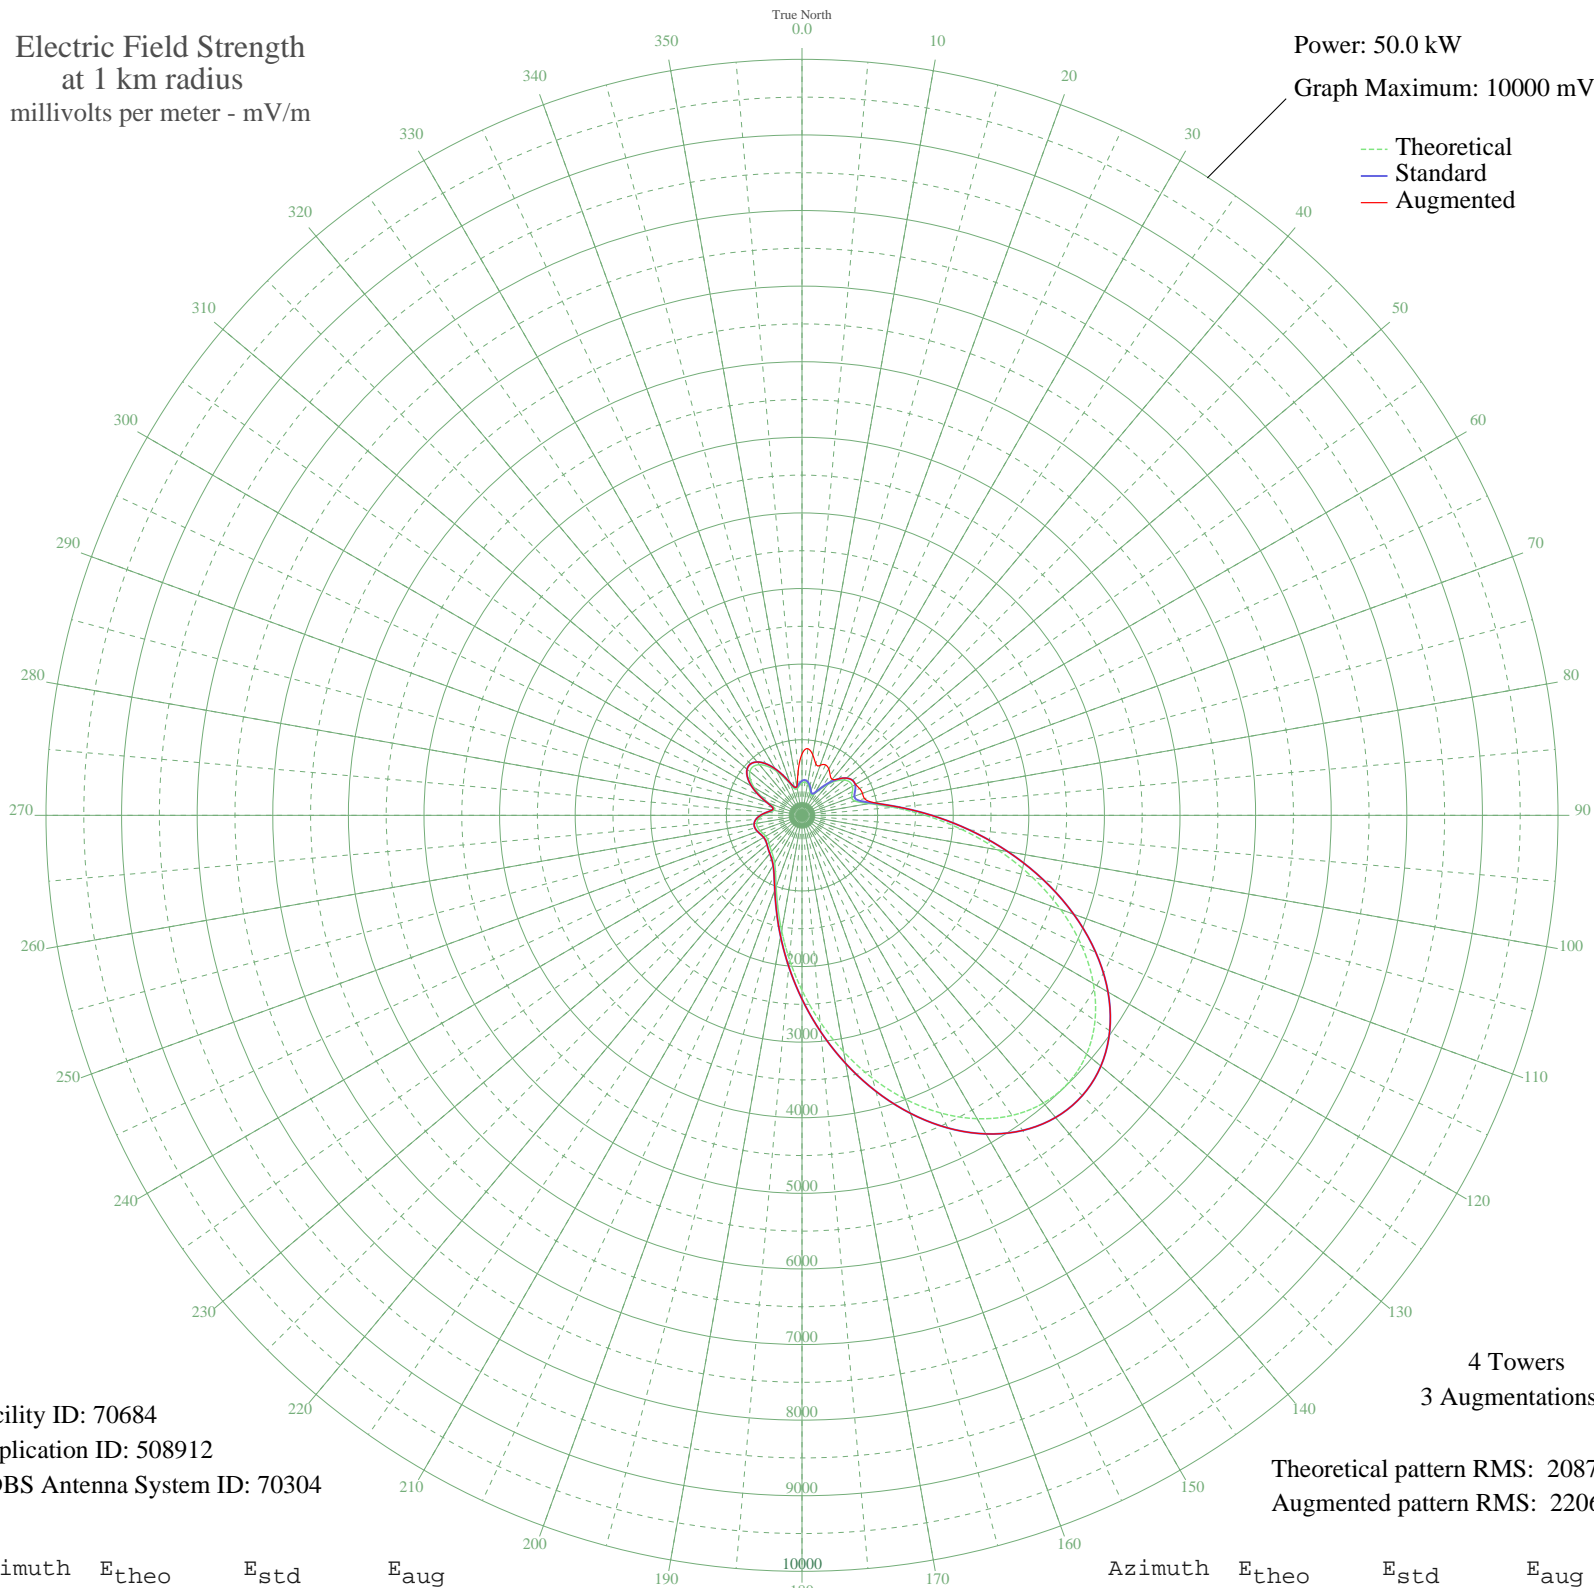 True North
0.0
Electric Field Strength
at 1 km radius
millivolts per meter - mV/m
Power: 50.0 kW
Graph Maximum: 10000 mV
Theoretical
Standard
Augmented
10
20
30
40
50
60
70
80
90
100
110
120
130
140
150
160
170
190
200
210
220
230
240
250
260
270
280
290
300
310
320
330
340
350
2000
3000
4000
5000
6000
7000
8000
9000
10000
4 Towers
3 Augmentations
cility ID: 70684
plication ID: 508912
DBS Antenna System ID: 70304
Theoretical pattern RMS: 2087
Augmented pattern RMS: 2206
imuth Etheo Estd Eaug
Azimuth Etheo Estd Eaug